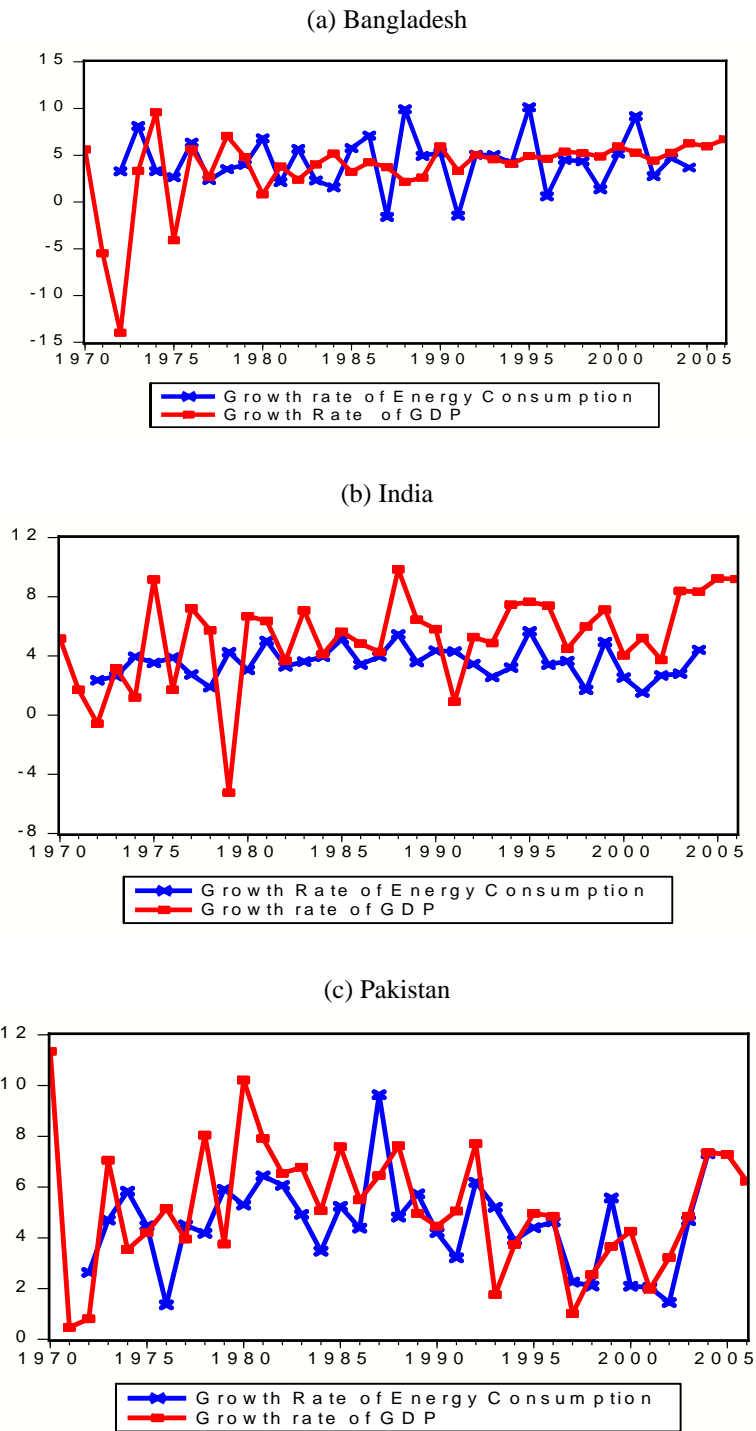 (a) Bangladesh
15
10
5
0
-5
-10
-15
1970 1975 1980 1985 1990 1995 2000 2005
Growth rate of Energy Consumption
Growth Rate of GDP
(b) India
12
8
4
0
-4
-8
1970 1975 1980 1985 1990 1995 2000 2005
Growth Rate of Energy Consumption
Growth rate of GDP
(c) Pakistan
12
10
8
6
4
2
0
1970 1975 1980 1985 1990 1995 2000 2005
Growth Rate of Energy Consumption
Growth rate of GDP